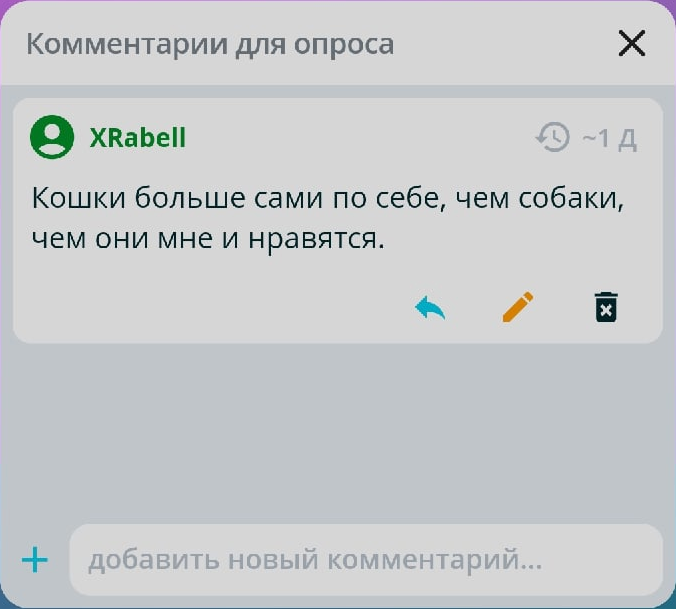 Комментарии для опроса
XRabell
~1 Д
Кошки больше сами по себе, чем собаки,
чем они мне и нравятся.
добавить новый комментарий...